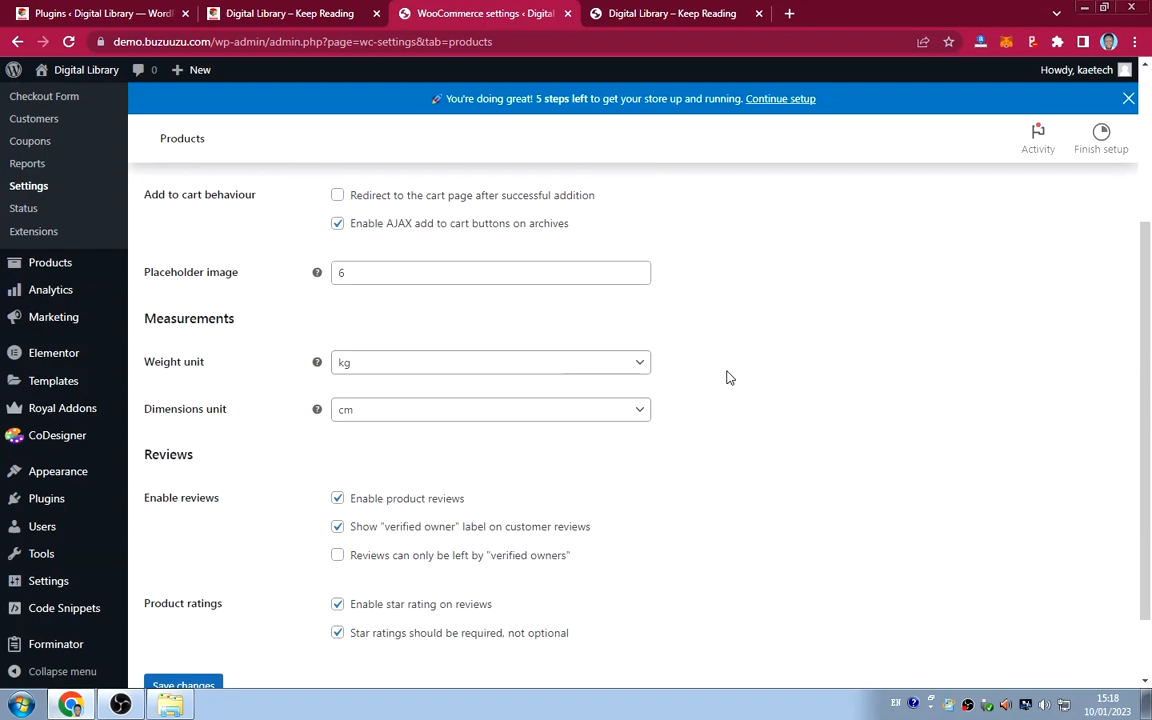 Plugins ‹ Digital Library — Word
Digital Library – Keep Reading
WooCommerce settings ‹ Digital
Digital Library – Keep Reading
demo.buzuuzu.com/wp-admin/admin.php?page=wc-settings&tab=products
Digital Library
0
New
Howdy, kaetech
Checkout Form
Customers
Coupons
Reports
Settings
Status
Extensions
Products
Analytics
Marketing
Elementor
Templates
Royal Addons
CoDesigner
Appearance
Plugins
Users
Tools
Settings
Code Snippets
Forminator
Collapse menu
🚀 You're doing great! 5 steps left to get your store up and running. Continue setup
Products
Activity
Finish setup
Add to cart behaviour
Redirect to the cart page after successful addition
Enable AJAX add to cart buttons on archives
Placeholder image
6
Measurements
Weight unit
kg
Dimensions unit
cm
Reviews
Enable reviews
Enable product reviews
Show "verified owner" label on customer reviews
Reviews can only be left by "verified owners"
Product ratings
Enable star rating on reviews
Star ratings should be required, not optional
Save changes
EN
15:18
10/01/2023